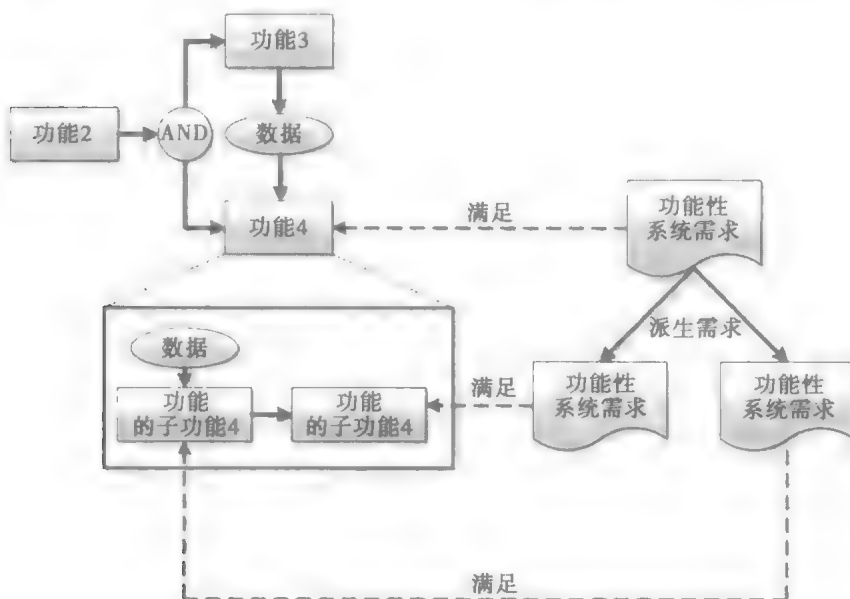 功能3
功能2
AND
数据
功能4
满足
功能性
系统需求
派生需求
数据
功能
的子功能4
功能
的子功能4
满足
功能性
系统需求
功能性
系统需求
满足